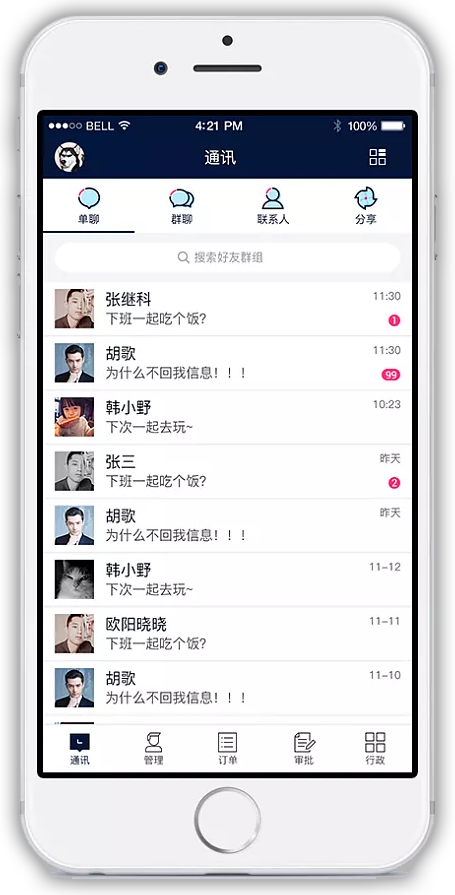 ●●●○○ BELL 4:21 PM 100%
通讯
单聊 群聊 联系人 分享
搜索好友群组
张继科 11:30
下班一起吃个饭? 1
胡歌 11:30
为什么不回我信息！！！ 99
韩小野 10:23
下次一起去玩~
张三 昨天
下班一起吃个饭? 2
胡歌 昨天
为什么不回我信息！！！
韩小野 11-12
下次一起去玩~
欧阳晓晓 11-11
下班一起吃个饭?
胡歌 11-10
为什么不回我信息！！！
通讯 管理 订单 审批 行政